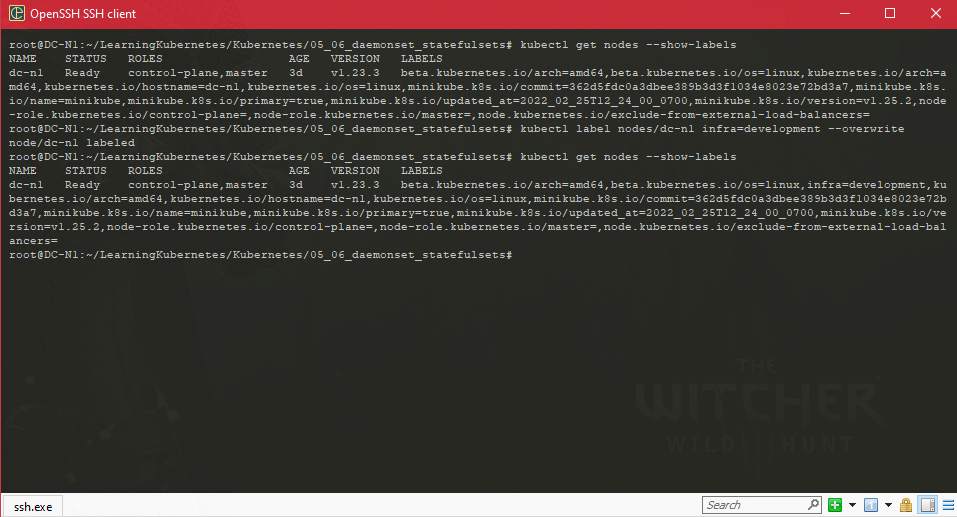 OpenSSH SSH client
root@DC-N1:~/LearningKubernetes/Kubernetes/05_06_daemonset_statefulsets# kubectl get nodes --show-labels
NAME STATUS ROLES AGE VERSION LABELS
dc-n1 Ready control-plane,master 3d v1.23.3 beta.kubernetes.io/arch=amd64,beta.kubernetes.io/os=linux,kubernetes.io/arch=a
md64,kubernetes.io/hostname=dc-n1,kubernetes.io/os=linux,minikube.k8s.io/commit=362d5fdc0a3dbee389b3d3f1034e8023e72bd3a7,minikube.k8s.
io/name=minikube,minikube.k8s.io/primary=true,minikube.k8s.io/updated_at=2022_02_25T12_24_00_0700,minikube.k8s.io/version=v1.25.2,node
-role.kubernetes.io/control-plane=,node-role.kubernetes.io/master=,node.kubernetes.io/exclude-from-external-load-balancers=
root@DC-N1:~/LearningKubernetes/Kubernetes/05_06_daemonset_statefulsets# kubectl label nodes/dc-n1 infra=development --overwrite
node/dc-n1 labeled
root@DC-N1:~/LearningKubernetes/Kubernetes/05_06_daemonset_statefulsets# kubectl get nodes --show-labels
NAME STATUS ROLES AGE VERSION LABELS
dc-n1 Ready control-plane,master 3d v1.23.3 beta.kubernetes.io/arch=amd64,beta.kubernetes.io/os=linux,infra=development,ku
bernetes.io/arch=amd64,kubernetes.io/hostname=dc-n1,kubernetes.io/os=linux,minikube.k8s.io/commit=362d5fdc0a3dbee389b3d3f1034e8023e72b
d3a7,minikube.k8s.io/name=minikube,minikube.k8s.io/primary=true,minikube.k8s.io/updated_at=2022_02_25T12_24_00_0700,minikube.k8s.io/ve
rsion=v1.25.2,node-role.kubernetes.io/control-plane=,node-role.kubernetes.io/master=,node.kubernetes.io/exclude-from-external-load-bal
ancers=
root@DC-N1:~/LearningKubernetes/Kubernetes/05_06_daemonset_statefulsets#
THE
WITCHER
WILD HUNT
ssh.exe
Search